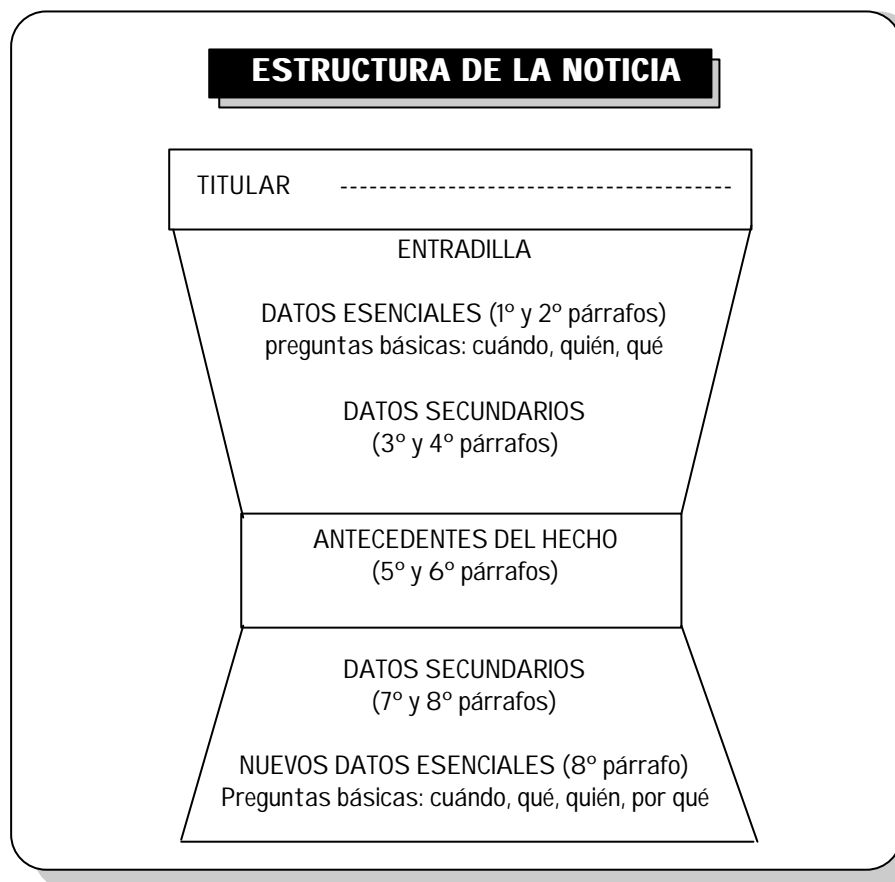 ESTRUCTURA DE LA NOTICIA
TITULAR ----------------------------------------
ENTRADILLA
DATOS ESENCIALES (1º y 2º párrafos)
preguntas básicas: cuándo, quién, qué
DATOS SECUNDARIOS
(3º y 4º párrafos)
ANTECEDENTES DEL HECHO
(5º y 6º párrafos)
DATOS SECUNDARIOS
(7º y 8º párrafos)
NUEVOS DATOS ESENCIALES (8º párrafo)
Preguntas básicas: cuándo, qué, quién, por qué